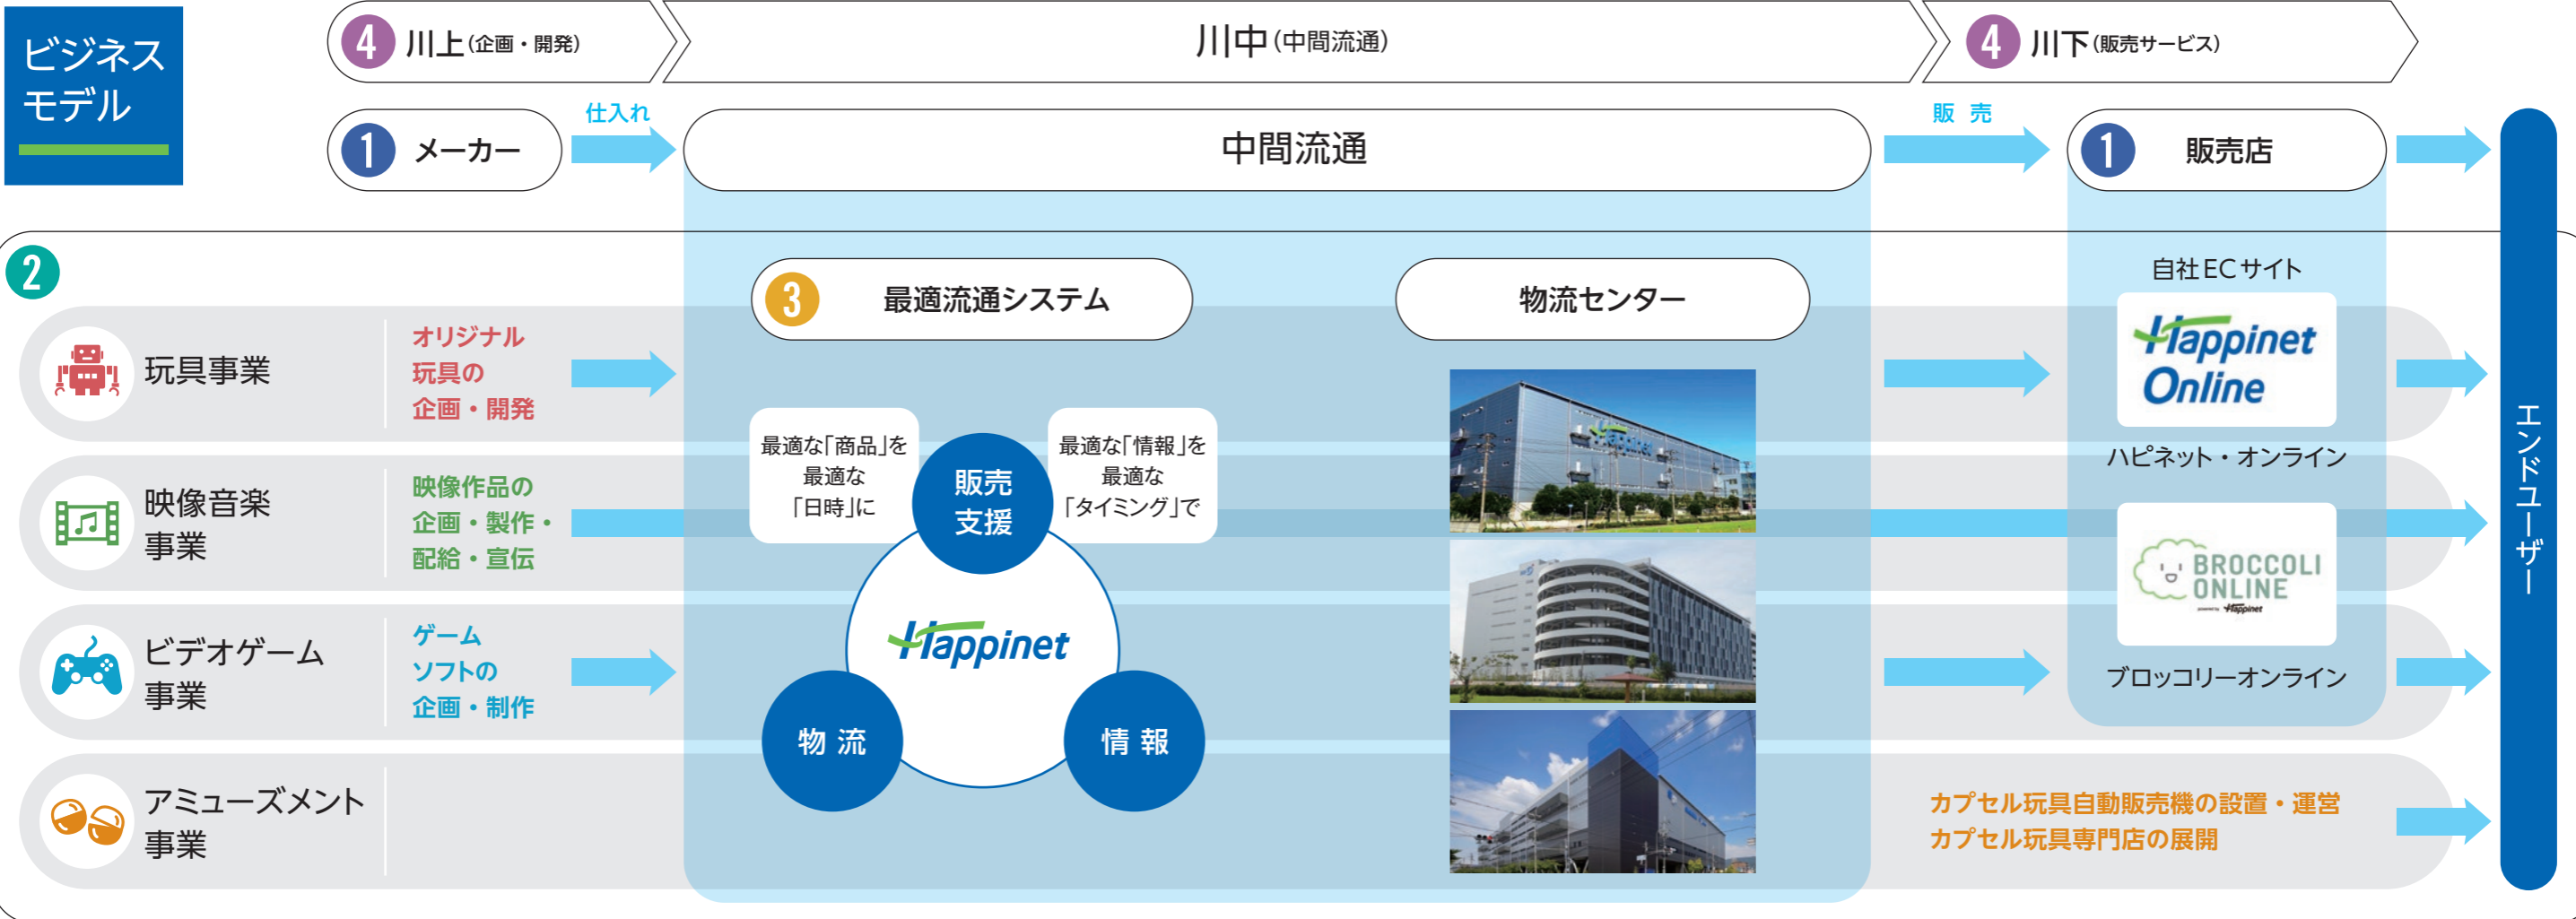 ビジネス
モデル
4 川上(企画・開発)
川中(中間流通)
4 川下(販売サービス)
1 メーカー
仕入れ
中間流通
販売
1 販売店
2
3 最適流通システム
物流センター
自社ECサイト
玩具事業
オリジナル
玩具の
企画・開発
映像音楽
事業
映像作品の
企画・製作・
配給・宣伝
ビデオゲーム
事業
ゲーム
ソフトの
企画・制作
アミューズメント
事業
最適な「商品」を
最適な
「日時」に
販売
支援
最適な「情報」を
最適な
「タイミング」で
Happinet
物流
情報
Happinet
Happinet
Online
ハピネット・オンライン
BROCCOLI
ONLINE
powered by Happinet
ブロッコリーオンライン
カプセル玩具自動販売機の設置・運営
カプセル玩具専門店の展開
エンドユーザー